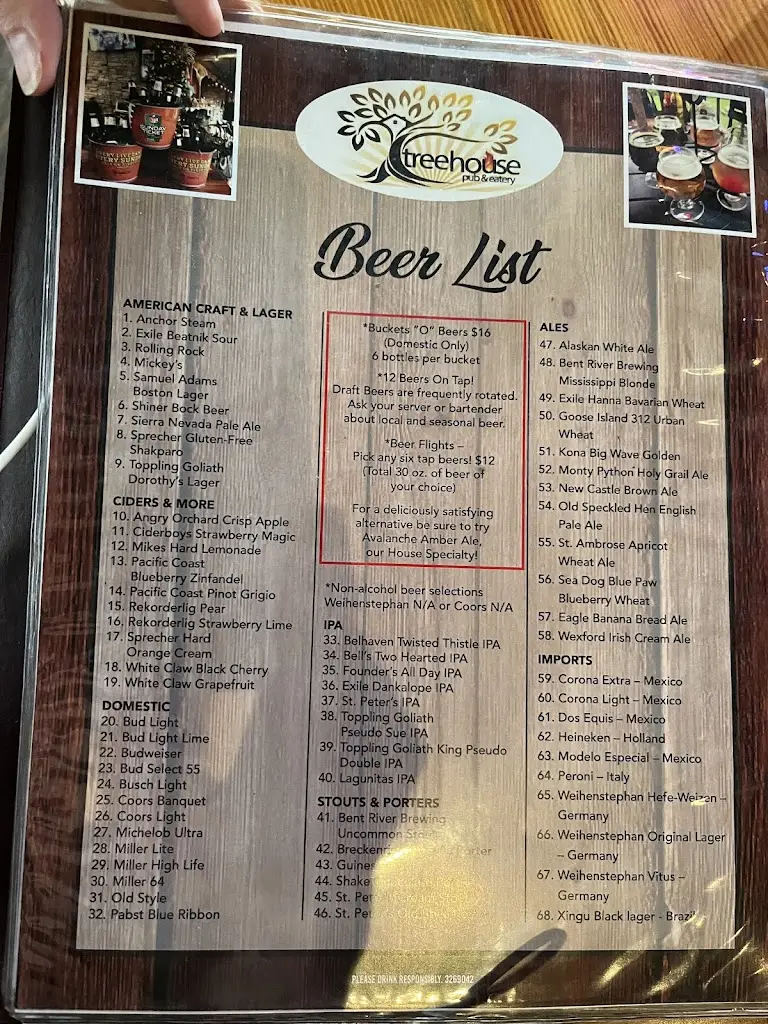 SUNDAY
TICKET
treehouse
pub & eatery
Beer List
AMERICAN CRAFT & LAGER
1. Anchor Steam
2. Exile Beatnik Sour
3. Rolling Rock
4. Mickey's
5. Samuel Adams
Boston Lager
6. Shiner Bock Beer
7. Sierra Nevada Pale Ale
8. Sprecher Gluten-Free
Shakparo
9. Toppling Goliath
Dorothy's Lager
CIDERS & MORE
10. Angry Orchard Crisp Apple
11. Ciderboys Strawberry Magic
12. Mikes Hard Lemonade
13. Pacific Coast
Blueberry Zinfandel
14. Pacific Coast Pinot Grigio
15. Rekorderlig Pear
16. Rekorderlig Strawberry Lime
17. Sprecher Hard
Orange Cream
18. White Claw Black Cherry
19. White Claw Grapefruit
DOMESTIC
20. Bud Light
21. Bud Light Lime
22. Budweiser
23. Bud Select 55
24. Busch Light
25. Coors Banquet
26. Coors Light
27. Michelob Ultra
28. Miller Lite
29. Miller High Life
30. Miller 64
31. Old Style
32. Pabst Blue Ribbon
*Buckets "O" Beers $16
(Domestic Only)
6 bottles per bucket
*12 Beers On Tap!
Draft Beers are frequently rotated.
Ask your server or bartender
about local and seasonal beer.
*Beer Flights –
Pick any six tap beers! $12
(Total 30 oz. of beer of
your choice)
For a deliciously satisfying
alternative be sure to try
Avalanche Amber Ale,
our House Specialty!
*Non-alcohol beer selections
Weihenstephan N/A or Coors N/A
IPA
33. Belhaven Twisted Thistle IPA
34. Bell's Two Hearted IPA
35. Founder's All Day IPA
36. Exile Dankalope IPA
37. St. Peter's IPA
38. Toppling Goliath
Pseudo Sue IPA
39. Toppling Goliath King Pseudo
Double IPA
40. Lagunitas IPA
STOUTS & PORTERS
41. Bent River Brewing
Uncommon Stout
42.
43.
44. Shake
45. St.
46. St.
ALES
47. Alaskan White Ale
48. Bent River Brewing
Mississippi Blonde
49. Exile Hanna Bavarian Wheat
50. Goose Island 312 Urban
Wheat
51. Kona Big Wave Golden
52. Monty Python Holy Grail Ale
53. New Castle Brown Ale
54. Old Speckled Hen English
Pale Ale
55. St. Ambrose Apricot
Wheat Ale
56. Sea Dog Blue Paw
Blueberry Wheat
57. Eagle Banana Bread Ale
58. Wexford Irish Cream Ale
IMPORTS
59. Corona Extra – Mexico
60. Corona Light – Mexico
61. Dos Equis – Mexico
62. Heineken – Holland
63. Modelo Especial – Mexico
64. Peroni – Italy
65. Weihenstephan Hefe-Weizen –
Germany
66. Weihenstephan Original Lager
– Germany
67. Weihenstephan Vitus –
Germany
68. Xingu Black lager - Brazil
PLEASE DRINK RESPONSIBLY. 3269042